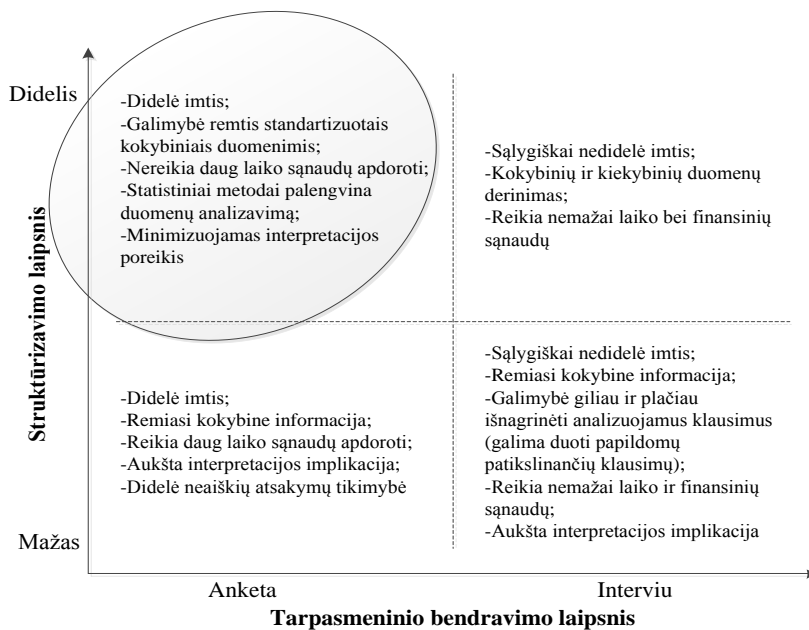 Didelis
-Didelė imtis;
-Galimybė remtis standartizuotais
kokybiniais duomenimis;
-Nereikia daug laiko sąnaudų apdoroti;
-Statistiniai metodai palengvina
duomenų analizavimą;
-Minimizuojamas interpretacijos
poreikis
-Sąlygiškai nedidelė imtis;
-Kokybinių ir kiekybinių duomenų
derinimas;
-Reikia nemažai laiko bei finansinių
sąnaudų
Struktūrizavimo laipsnis
-Didelė imtis;
-Remiasi kokybine informacija;
-Reikia daug laiko sąnaudų apdoroti;
-Aukšta interpretacijos implikacija;
-Didelė neaiškių atsakymų tikimybė
-Sąlygiškai nedidelė imtis;
-Remiasi kokybine informacija;
-Galimybė giliau ir plačiau
išnagrinėti analizuojamus klausimus
(galima duoti papildomų
patikslinančių klausimų);
-Reikia nemažai laiko ir finansinių
sąnaudų;
-Aukšta interpretacijos implikacija
Mažas
Anketa
Interviu
Tarpasmeninio bendravimo laipsnis